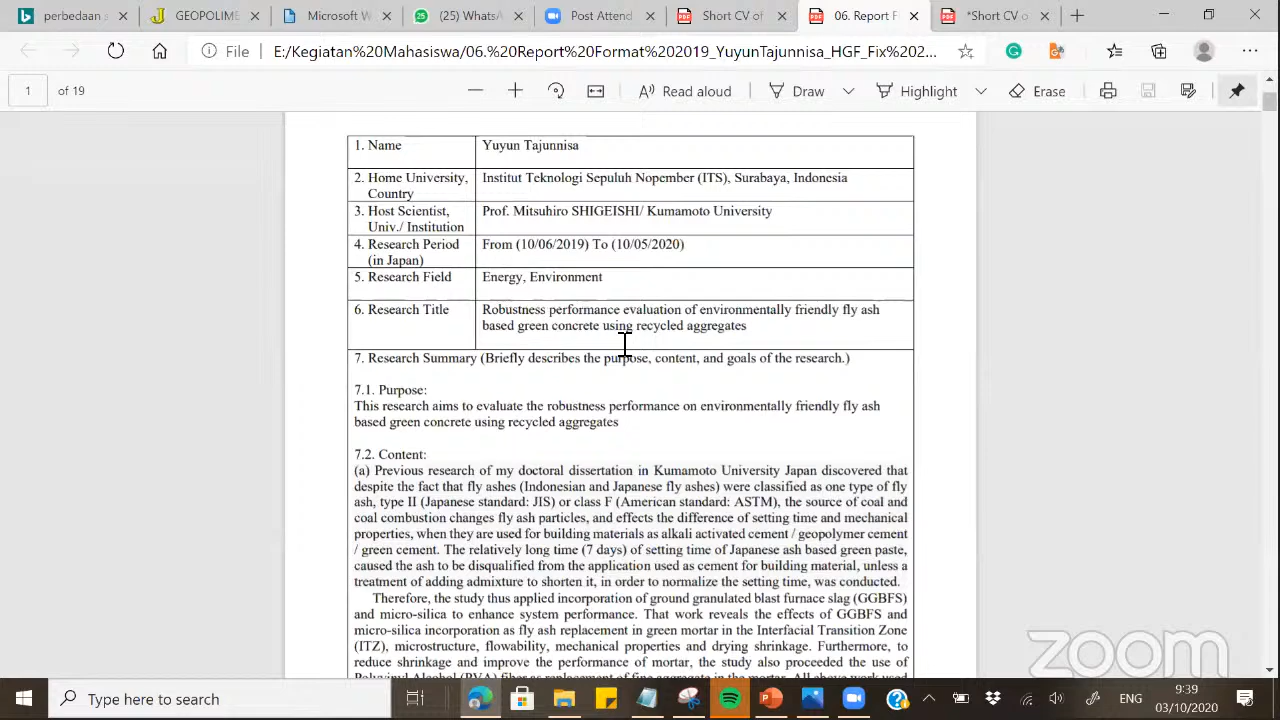 perbedaan s
GEOPOLIME
Microsoft W
(25) WhatsA
Post Attend
Short CV of
06. Report F
*Short CV o
File
E:/Kegiatan%20Mahasiswa/06.%20Report%20Format%202019_YuyunTajunnisa_HGF_Fix%202...
1 of 19
Read aloud
Draw
Highlight
Erase
1. Name
Yuyun Tajunnisa
2. Home University,
Country
Institut Teknologi Sepuluh Nopember (ITS), Surabaya, Indonesia
3. Host Scientist,
Univ./ Institution
Prof. Mitsuhiro SHIGEISHI/ Kumamoto University
4. Research Period
(in Japan)
From (10/06/2019) To (10/05/2020)
5. Research Field
Energy, Environment
6. Research Title
Robustness performance evaluation of environmentally friendly fly ash
based green concrete using recycled aggregates
7. Research Summary (Briefly describes the purpose, content, and goals of the research.)
7.1. Purpose:
This research aims to evaluate the robustness performance on environmentally friendly fly ash
based green concrete using recycled aggregates
7.2. Content:
(a) Previous research of my doctoral dissertation in Kumamoto University Japan discovered that
despite the fact that fly ashes (Indonesian and Japanese fly ashes) were classified as one type of fly
ash, type II (Japanese standard: JIS) or class F (American standard: ASTM), the source of coal and
coal combustion changes fly ash particles, and effects the difference of setting time and mechanical
properties, when they are used for building materials as alkali activated cement / geopolymer cement
/ green cement. The relatively long time (7 days) of setting time of Japanese ash based green paste,
caused the ash to be disqualified from the application used as cement for building material, unless a
treatment of adding admixture to shorten it, in order to normalize the setting time, was conducted.
Therefore, the study thus applied incorporation of ground granulated blast furnace slag (GGBFS)
and micro-silica to enhance system performance. That work reveals the effects of GGBFS and
micro-silica incorporation as fly ash replacement in green mortar in the Interfacial Transition Zone
(ITZ), microstructure, flowability, mechanical properties and drying shrinkage. Furthermore, to
reduce shrinkage and improve the performance of mortar, the study also proceeded the use of
Polyvinyl Alcohol (PVA) fiber as replacement of fine aggregate in the mortar. All above work used
zoom
Type here to search
ENG
9:39
03/10/2020